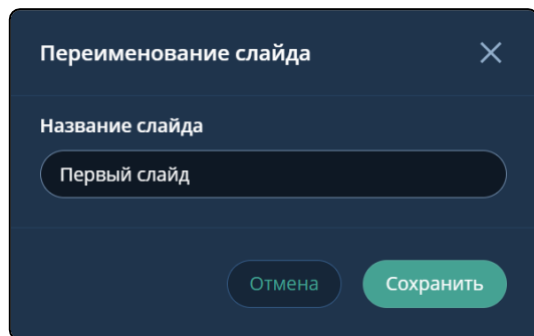 Переименование слайда
Название слайда
Первый слайд
Отмена Сохранить